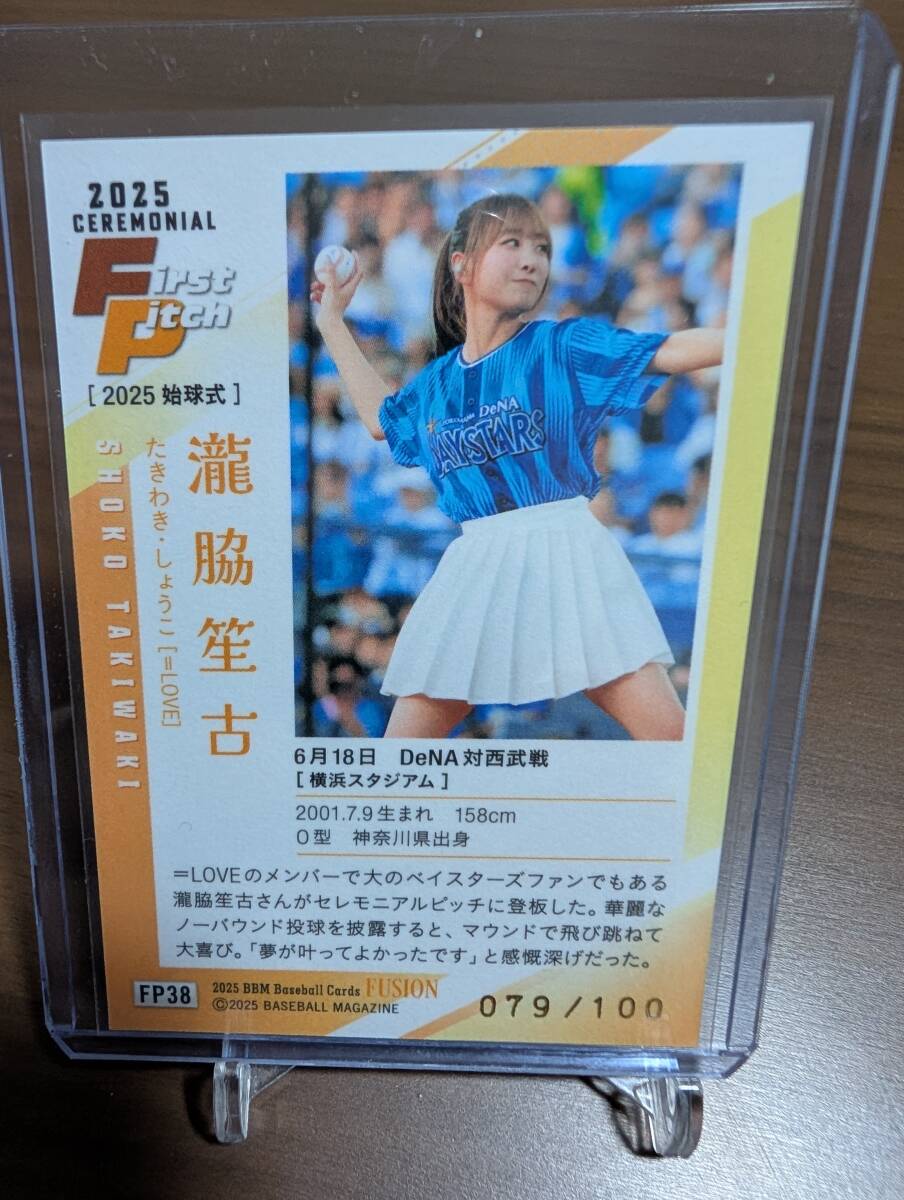 2025
CEREMONIAL
First
Pitch
[ 2025 始球式 ]
瀧脇笙古
たきわき・しょうこ [=LOVE]
SHOKO TAKIWAKI
YOKOHAMA DeNA
BAYSTARS
6月18日 DeNA対西武戦
[ 横浜スタジアム ]
2001.7.9生まれ 158cm
O型 神奈川県出身
=LOVEのメンバーで大のベイスターズファンでもある
瀧脇笙古さんがセレモニアルピッチに登板した。華麗な
ノーバウンド投球を披露すると、マウンドで飛び跳ねて
大喜び。「夢が叶ってよかったです」と感慨深げだった。
FP38
2025 BBM Baseball Cards FUSION
©2025 BASEBALL MAGAZINE
079/100